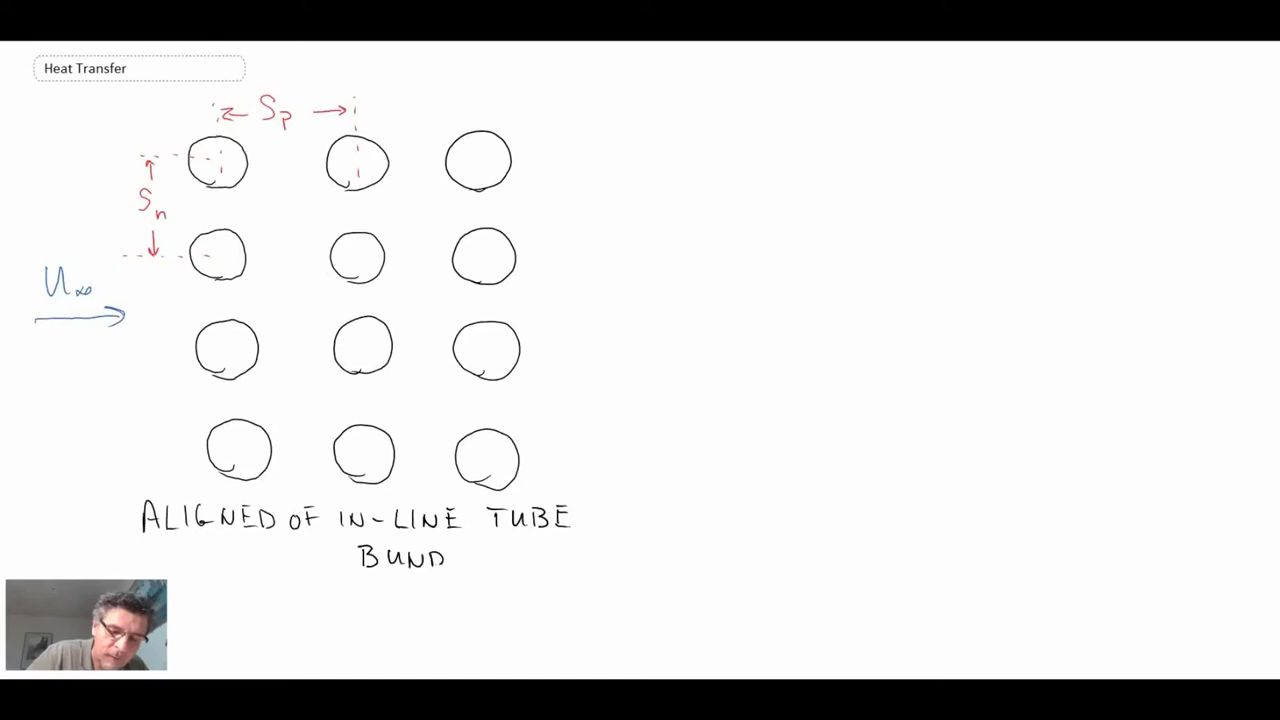 Heat Transfer
Sp
Sn
U∞
ALIGNED OF IN-LINE TUBE
BUND